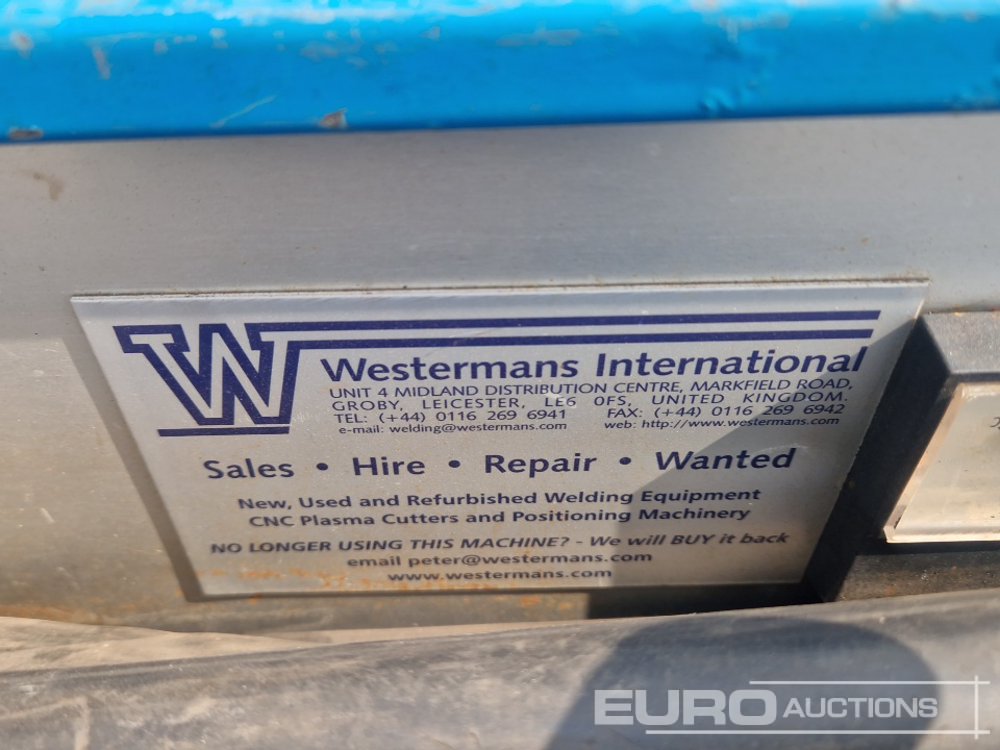 W Westermans International
UNIT 4 MIDLAND DISTRIBUTION CENTRE, MARKFIELD ROAD,
GROBY, LEICESTER, LE6 0FS, UNITED KINGDOM.
TEL: (+44) 0116 269 6941 FAX: (+44) 0116 269 6942
e-mail: welding@westermans.com web: http://www.westermans.com
Sales • Hire • Repair • Wanted
New, Used and Refurbished Welding Equipment
CNC Plasma Cutters and Positioning Machinery
NO LONGER USING THIS MACHINE? - We will BUY it back
email peter@westermans.com
www.westermans.com
EURO AUCTIONS